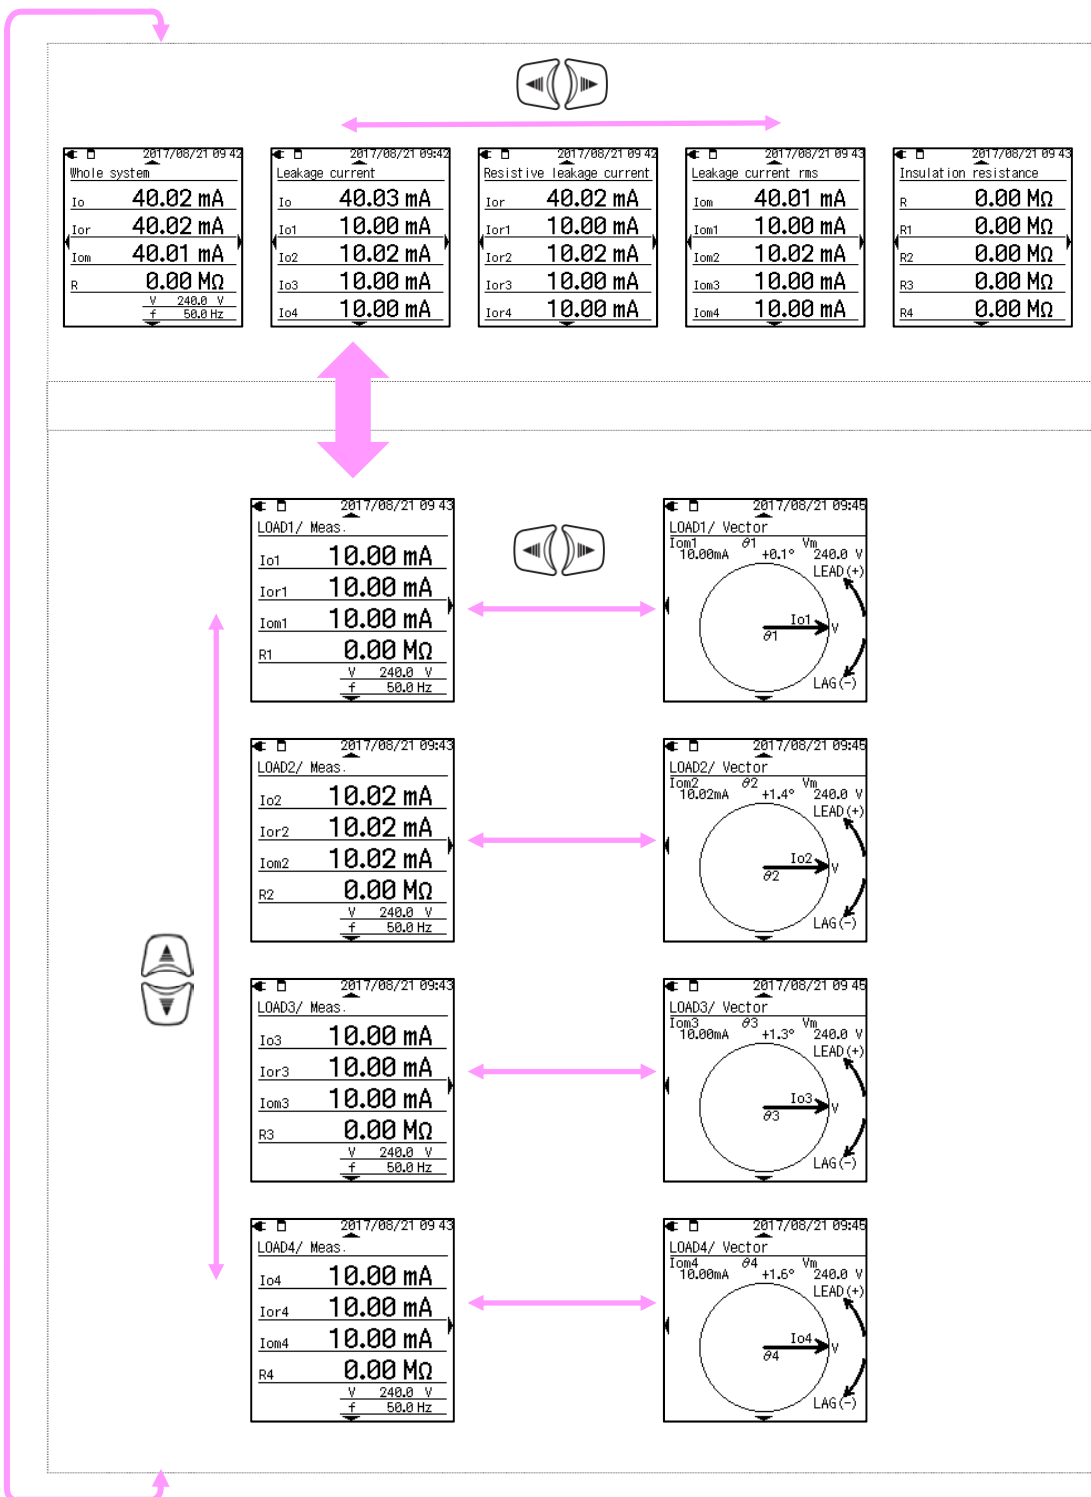 2017/08/21 09 42
Whole system
Io 40.02 mA
Ior 40.02 mA
Iom 40.01 mA
R 0.00 MΩ
V 240.0 V
f 50.0 Hz
2017/08/21 09:42
Leakage current
Io 40.03 mA
Io1 10.00 mA
Io2 10.02 mA
Io3 10.00 mA
Io4 10.00 mA
2017/08/21 09 42
Resistive leakage current
Ior 40.02 mA
Ior1 10.00 mA
Ior2 10.02 mA
Ior3 10.00 mA
Ior4 10.00 mA
2017/08/21 09 43
Leakage current rms
Iom 40.01 mA
Iom1 10.00 mA
Iom2 10.02 mA
Iom3 10.00 mA
Iom4 10.00 mA
2017/08/21 09 43
Insulation resistance
R 0.00 MΩ
R1 0.00 MΩ
R2 0.00 MΩ
R3 0.00 MΩ
R4 0.00 MΩ
2017/08/21 09 43
LOAD1/ Meas.
Io1 10.00 mA
Ior1 10.00 mA
Iom1 10.00 mA
R1 0.00 MΩ
V 240.0 V
f 50.0 Hz
2017/08/21 09:45
LOAD1/ Vector
Iom1 θ1 Vm
10.00mA +0.1° 240.0 V
LEAD(+)
Io1
V
θ1
LAG(-)
2017/08/21 09:43
LOAD2/ Meas.
Io2 10.02 mA
Ior2 10.02 mA
Iom2 10.02 mA
R2 0.00 MΩ
V 240.0 V
f 50.0 Hz
2017/08/21 09:45
LOAD2/ Vector
Iom2 θ2 Vm
10.02mA +1.4° 240.0 V
LEAD(+)
Io2
V
θ2
LAG(-)
2017/08/21 09:43
LOAD3/ Meas.
Io3 10.00 mA
Ior3 10.00 mA
Iom3 10.00 mA
R3 0.00 MΩ
V 240.0 V
f 50.0 Hz
2017/08/21 09 45
LOAD3/ Vector
Iom3 θ3 Vm
10.00mA +1.3° 240.0 V
LEAD(+)
Io3
V
θ3
LAG(-)
2017/08/21 09 43
LOAD4/ Meas.
Io4 10.00 mA
Ior4 10.00 mA
Iom4 10.00 mA
R4 0.00 MΩ
V 240.0 V
f 50.0 Hz
2017/08/21 09:45
LOAD4/ Vector
Iom4 θ4 Vm
10.00mA +1.6° 240.0 V
LEAD(+)
Io4
V
θ4
LAG(-)